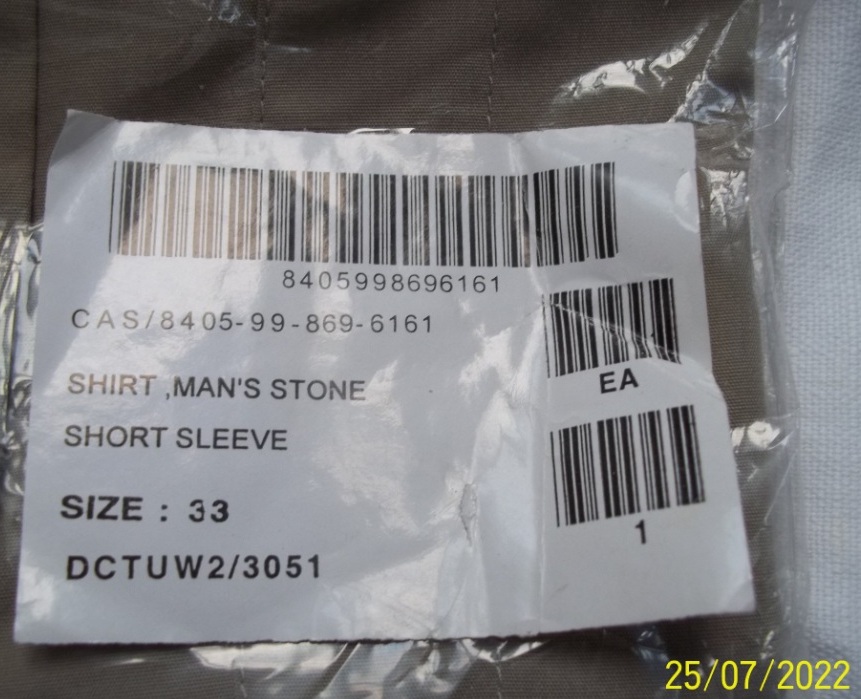 8405998696161
CAS/8405-99-869-6161
SHIRT ,MAN'S STONE
SHORT SLEEVE
SIZE : 33
DCTUW2/3051
EA
1
25/07/2022